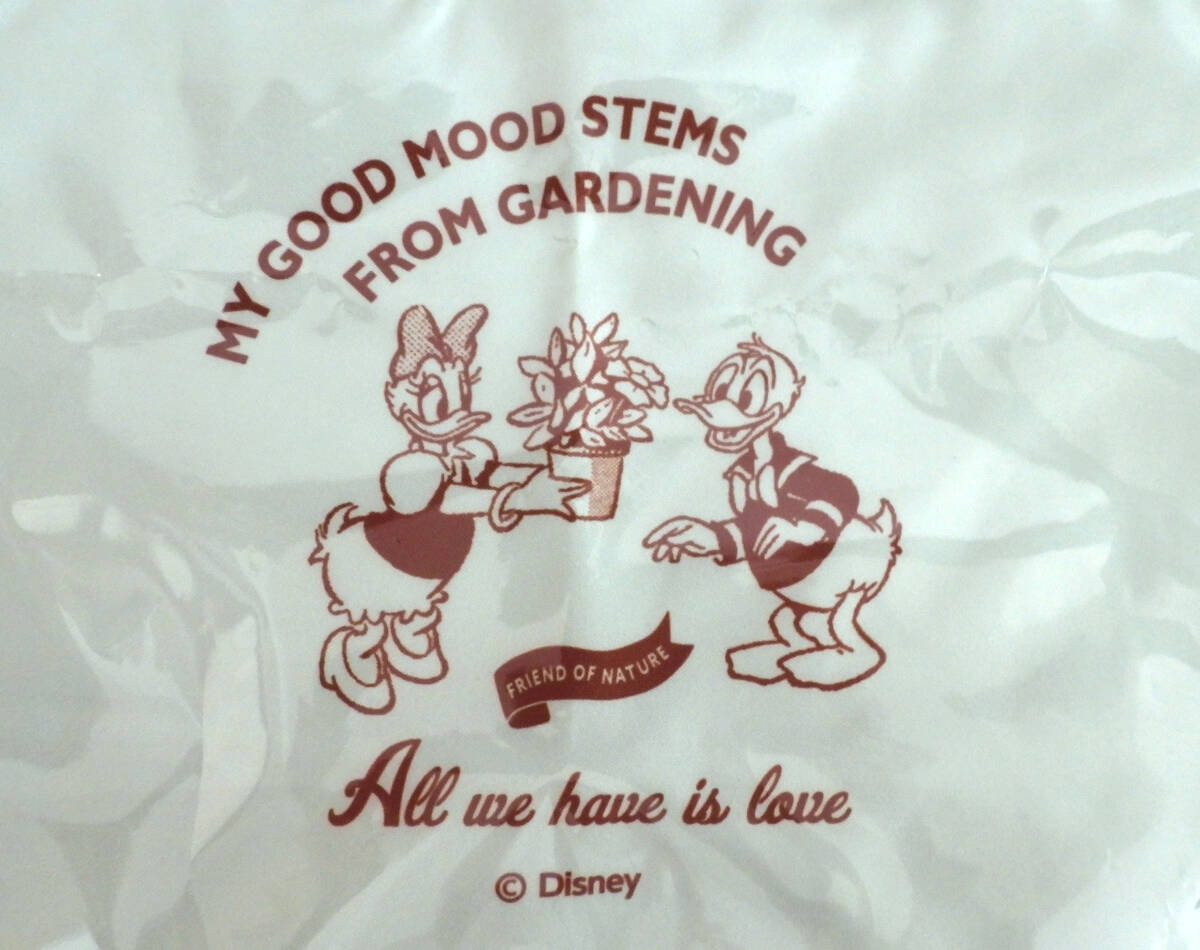 MY GOOD MOOD STEMS
FROM GARDENING
FRIEND OF NATURE
All we have is love
© Disney